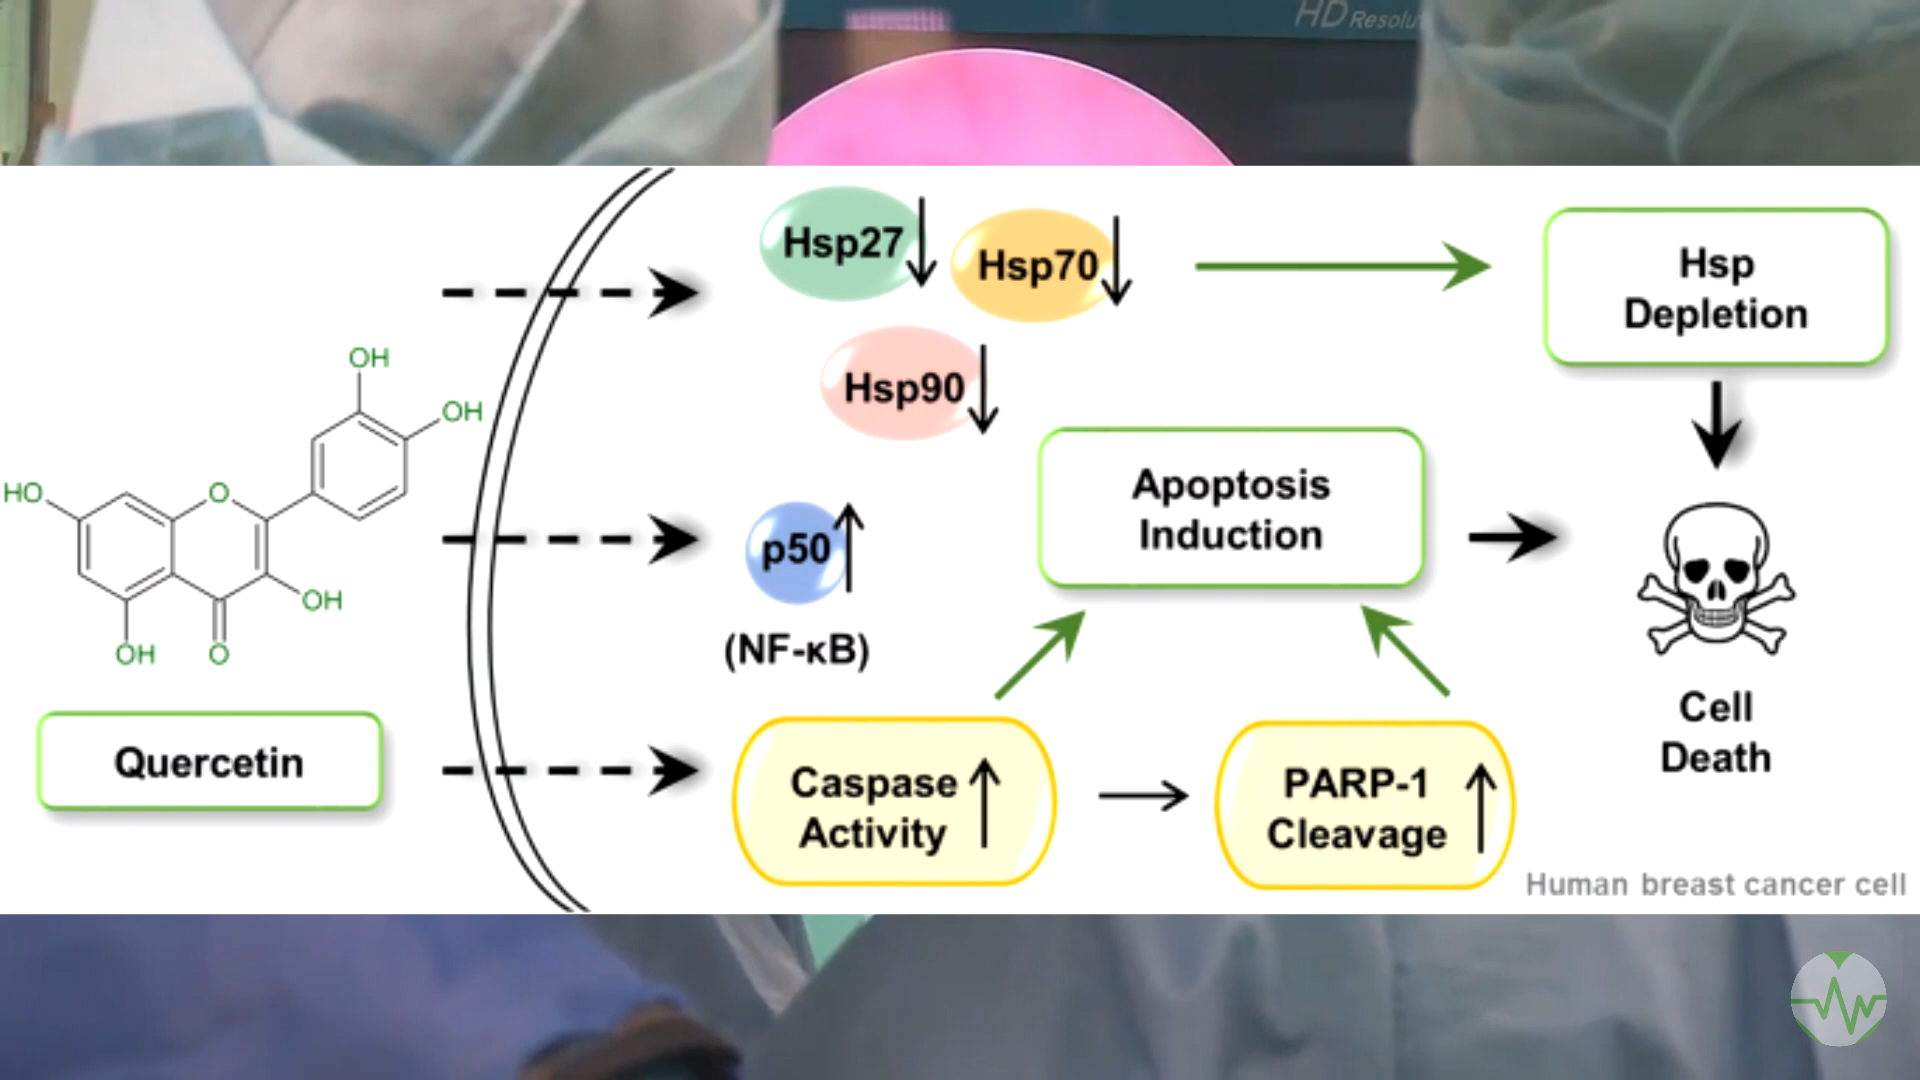 HD Resolu
Hsp27
Hsp70
Hsp90
Hsp
Depletion
OH
OH
HO
O
OH
OH
O
Quercetin
p50
(NF-κB)
Apoptosis
Induction
Caspase
Activity
PARP-1
Cleavage
Cell
Death
Human breast cancer cell